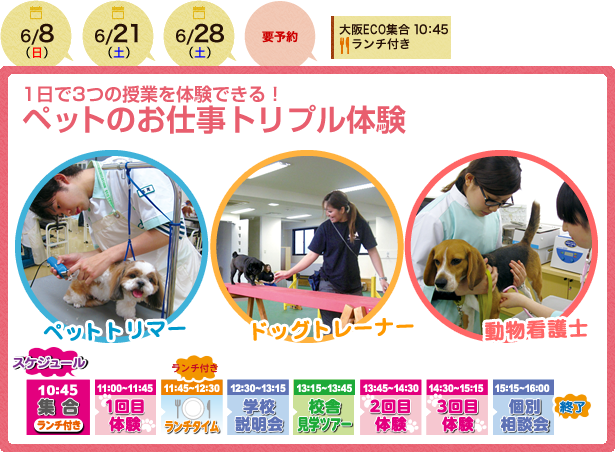 6/8
(日)
6/21
(土)
6/28
(土)
要予約
大阪ECO集合 10:45
ランチ付き
1日で3つの授業を体験できる！
ペットのお仕事トリプル体験
ペットトリマー
ドッグトレーナー
動物看護士
スケジュール
10:45
集合
ランチ付き
11:00~11:45
1回目
体験
ランチ付き
11:45~12:30
ランチタイム
12:30~13:15
学校
説明会
13:15~13:45
校舎
見学ツアー
13:45~14:30
2回目
体験
14:30~15:15
3回目
体験
15:15~16:00
個別
相談会
終了